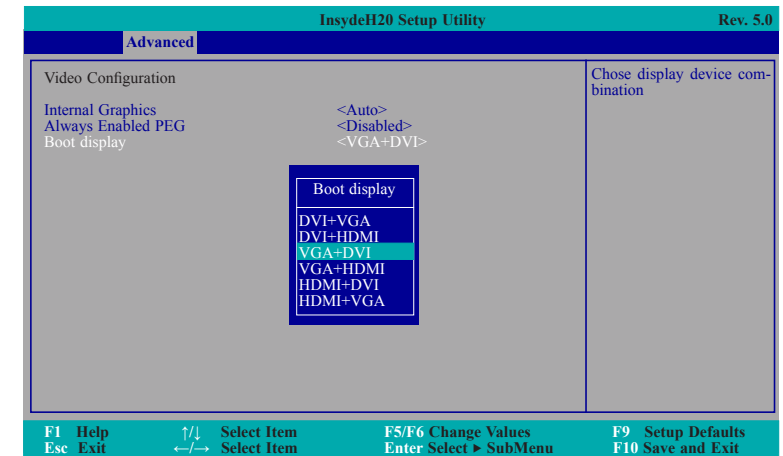 InsydeH20 Setup Utility Rev. 5.0
Advanced
Video Configuration
Internal Graphics <Auto>
Always Enabled PEG <Disabled>
Boot display <VGA+DVI>
Chose display device com-
bination
Boot display
DVI+VGA
DVI+HDMI
VGA+DVI
VGA+HDMI
HDMI+DVI
HDMI+VGA
F1 Help ↑/↓ Select Item F5/F6 Change Values F9 Setup Defaults
Esc Exit ←/→ Select Item Enter Select ▶ SubMenu F10 Save and Exit